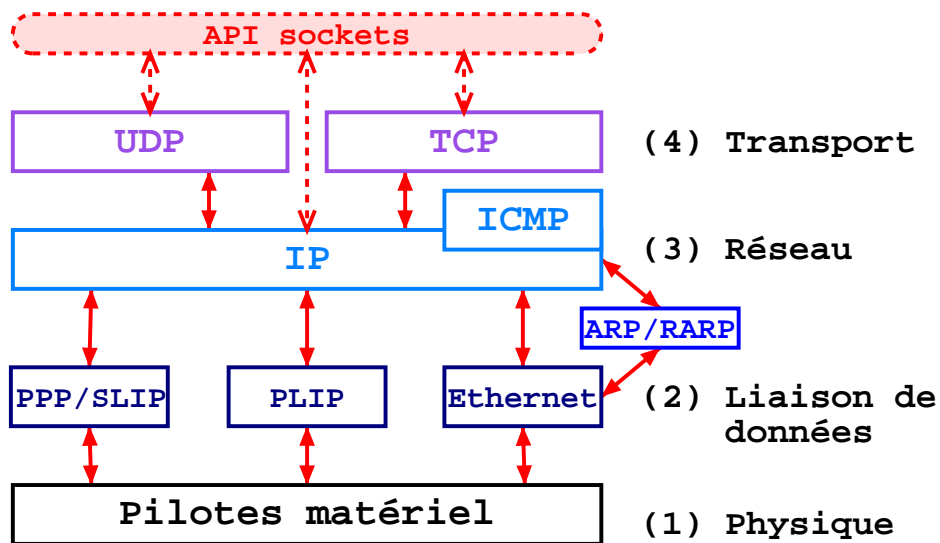 API sockets
UDP
TCP
(4) Transport
ICMP
IP
(3) Réseau
ARP/RARP
PPP/SLIP
PLIP
Ethernet
(2) Liaison de
données
Pilotes matériel
(1) Physique